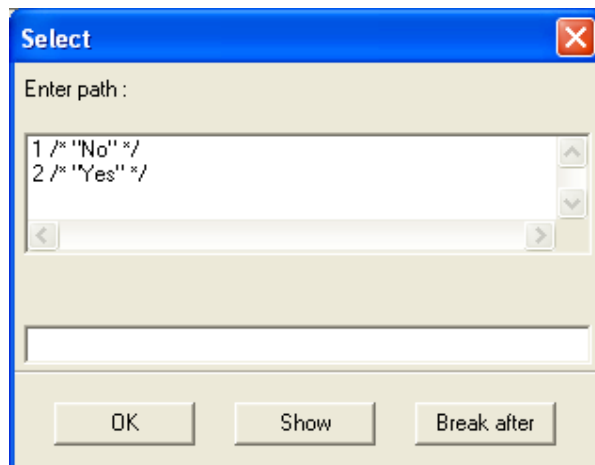 Select
Enter path :
1 /* "No" */
2 /* "Yes" */
OK
Show
Break after